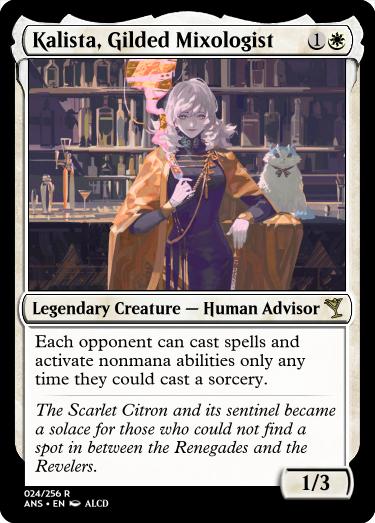 Kalista, Gilded Mixologist 1
Legendary Creature — Human Advisor
Each opponent can cast spells and
activate nonmana abilities only any
time they could cast a sorcery.
The Scarlet Citron and its sentinel became
a solace for those who could not find a
spot in between the Renegades and the
Revelers.
1/3
024/256 R
ANS • EN ALCD